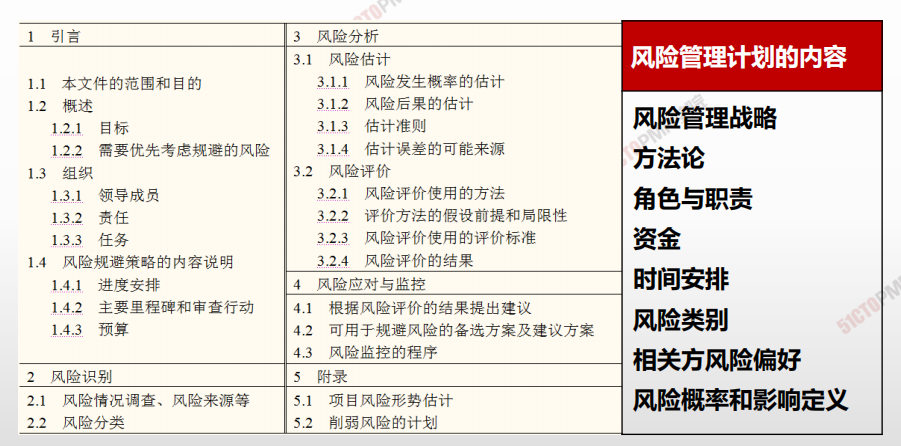 1 引言
1.1 本文件的范围和目的
1.2 概述
1.2.1 目标
1.2.2 需要优先考虑规避的风险
1.3 组织
1.3.1 领导成员
1.3.2 责任
1.3.3 任务
1.4 风险规避策略的内容说明
1.4.1 进度安排
1.4.2 主要里程碑和审查行动
1.4.3 预算
2 风险识别
2.1 风险情况调查、风险来源等
2.2 风险分类
3 风险分析
3.1 风险估计
3.1.1 风险发生概率的估计
3.1.2 风险后果的估计
3.1.3 估计准则
3.1.4 估计误差的可能来源
3.2 风险评价
3.2.1 风险评价使用的方法
3.2.2 评价方法的假设前提和局限性
3.2.3 风险评价使用的评价标准
3.2.4 风险评价的结果
4 风险应对与监控
4.1 根据风险评价的结果提出建议
4.2 可用于规避风险的备选方案及建议方案
4.3 风险监控的程序
5 附录
5.1 项目风险形势估计
5.2 削弱风险的计划
风险管理计划的内容
风险管理战略
方法论
角色与职责
资金
时间安排
风险类别
相关方风险偏好
风险概率和影响定义